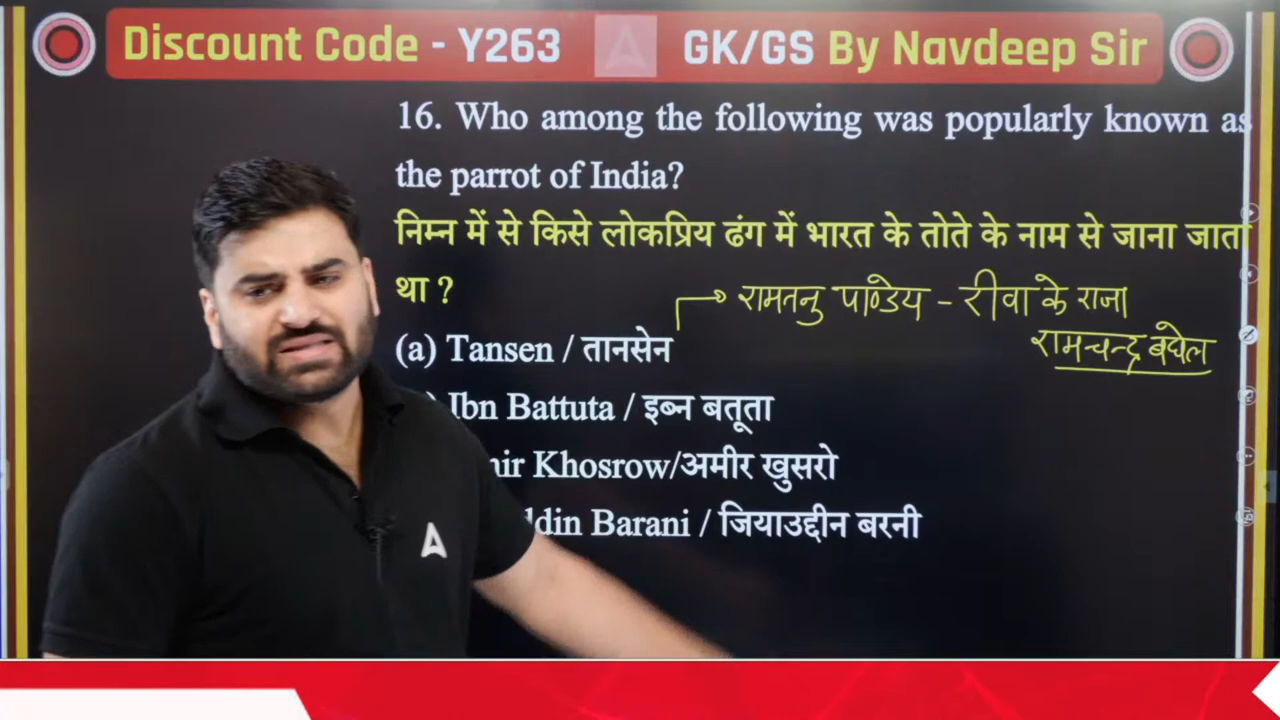 Discount Code - Y263 GK/GS By Navdeep Sir
16. Who among the following was popularly known as
the parrot of India?
निम्न में से किसे लोकप्रिय ढंग में भारत के तोते के नाम से जाना जाता
था ?
रामतनु पाण्डेय - रीवा के राजा
(a) Tansen / तानसेन
रामचन्द्र बघेल
) Ibn Battuta / इब्न बतूता
Khosrow/अमीर खुसरो
Barani / जियाउद्दीन बरनी